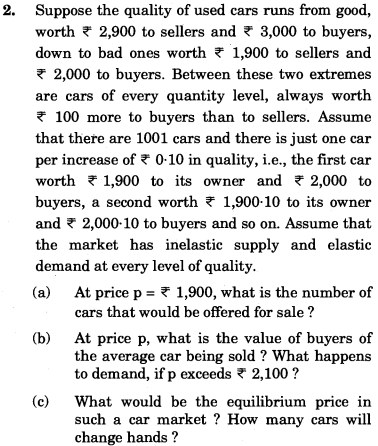 2. Suppose the quality of used cars runs from good,
worth ₹ 2,900 to sellers and ₹ 3,000 to buyers,
down to bad ones worth ₹ 1,900 to sellers and
₹ 2,000 to buyers. Between these two extremes
are cars of every quantity level, always worth
₹ 100 more to buyers than to sellers. Assume
that there are 1001 cars and there is just one car
per increase of ₹ 0·10 in quality, i.e., the first car
worth ₹ 1,900 to its owner and ₹ 2,000 to
buyers, a second worth ₹ 1,900·10 to its owner
and ₹ 2,000·10 to buyers and so on. Assume that
the market has inelastic supply and elastic
demand at every level of quality.
(a) At price p = ₹ 1,900, what is the number of
cars that would be offered for sale ?
(b) At price p, what is the value of buyers of
the average car being sold ? What happens
to demand, if p exceeds ₹ 2,100 ?
(c) What would be the equilibrium price in
such a car market ? How many cars will
change hands ?